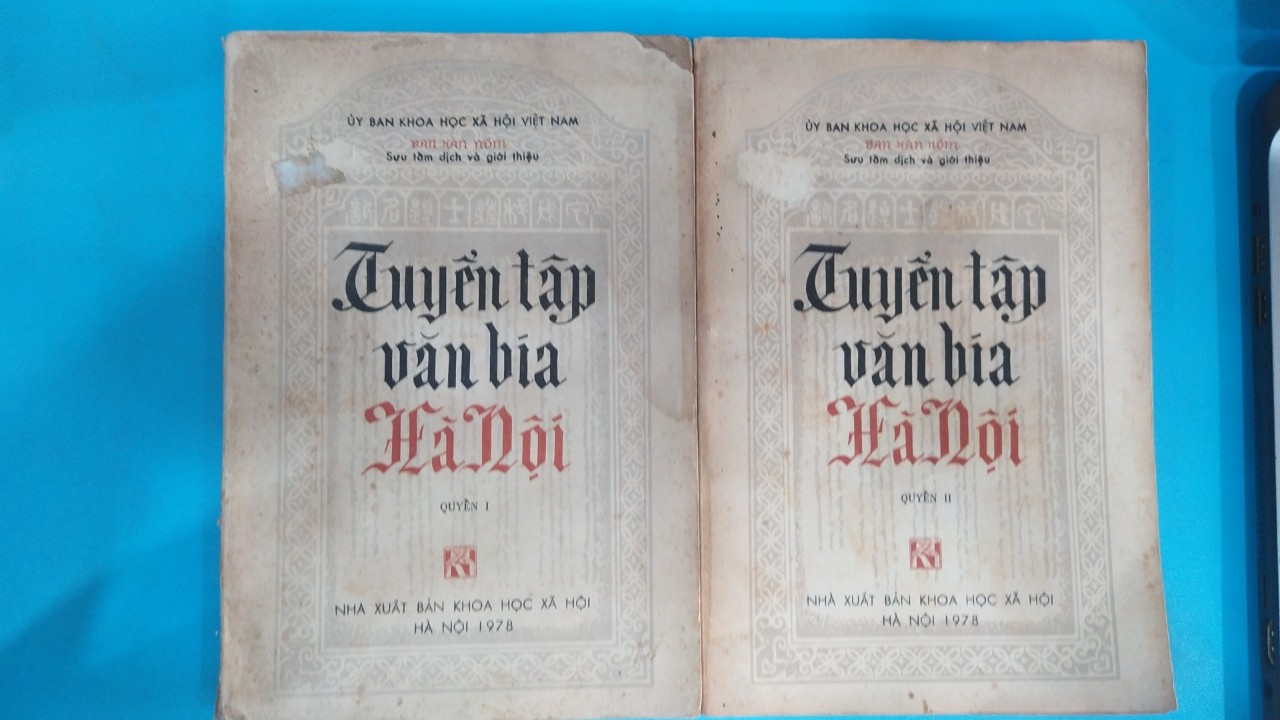 ỦY BAN KHOA HỌC XÃ HỘI VIỆT NAM
BAN HÁN NÔM
Sưu tầm dịch và giới thiệu
Tuyển tập
văn bia
Hà Nội
QUYỂN I
NHÀ XUẤT BẢN KHOA HỌC XÃ HỘI
HÀ NỘI 1978
ỦY BAN KHOA HỌC XÃ HỘI VIỆT NAM
BAN HÁN NÔM
Sưu tầm dịch và giới thiệu
Tuyển tập
văn bia
Hà Nội
QUYỂN II
NHÀ XUẤT BẢN KHOA HỌC XÃ HỘI
HÀ NỘI 1978